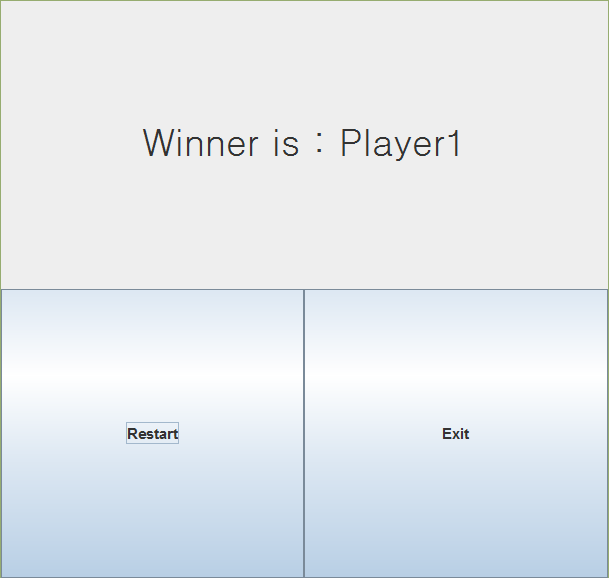 Winner is : Player1
Restart
Exit